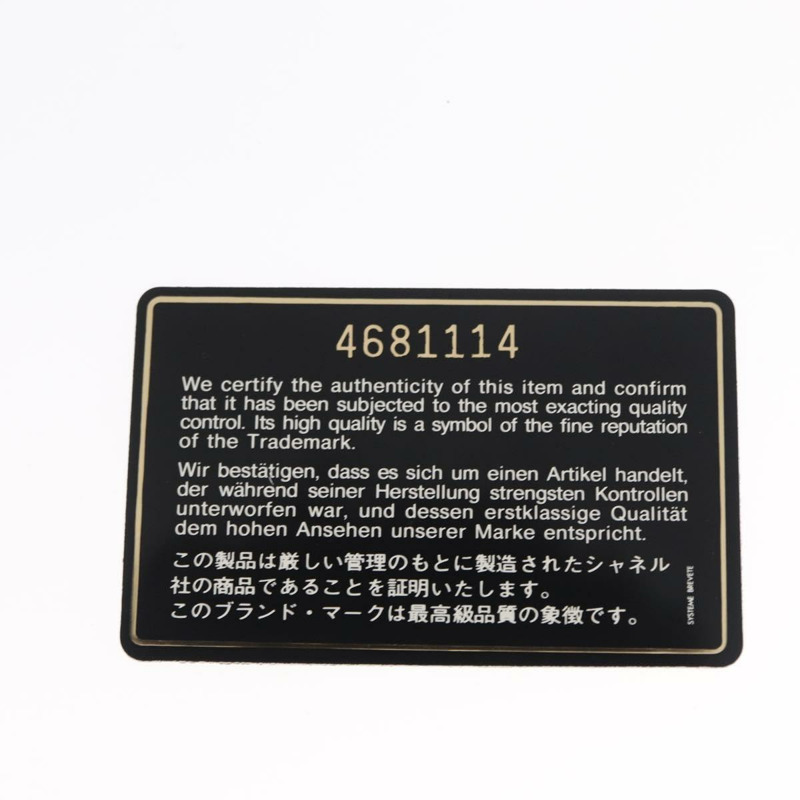 4681114
We certify the authenticity of this item and confirm
that it has been subjected to the most exacting quality
control. Its high quality is a symbol of the fine reputation
of the Trademark.
Wir bestätigen, dass es sich um einen Artikel handelt,
der während seiner Herstellung strengsten Kontrollen
unterworfen war, und dessen erstklassige Qualität
dem hohen Ansehen unserer Marke entspricht.
この製品は厳しい管理のもとに製造されたシャネル
社の商品であることを証明いたします。
このブランド・マークは最高級品質の象徴です。
SYSTEME BREVETE